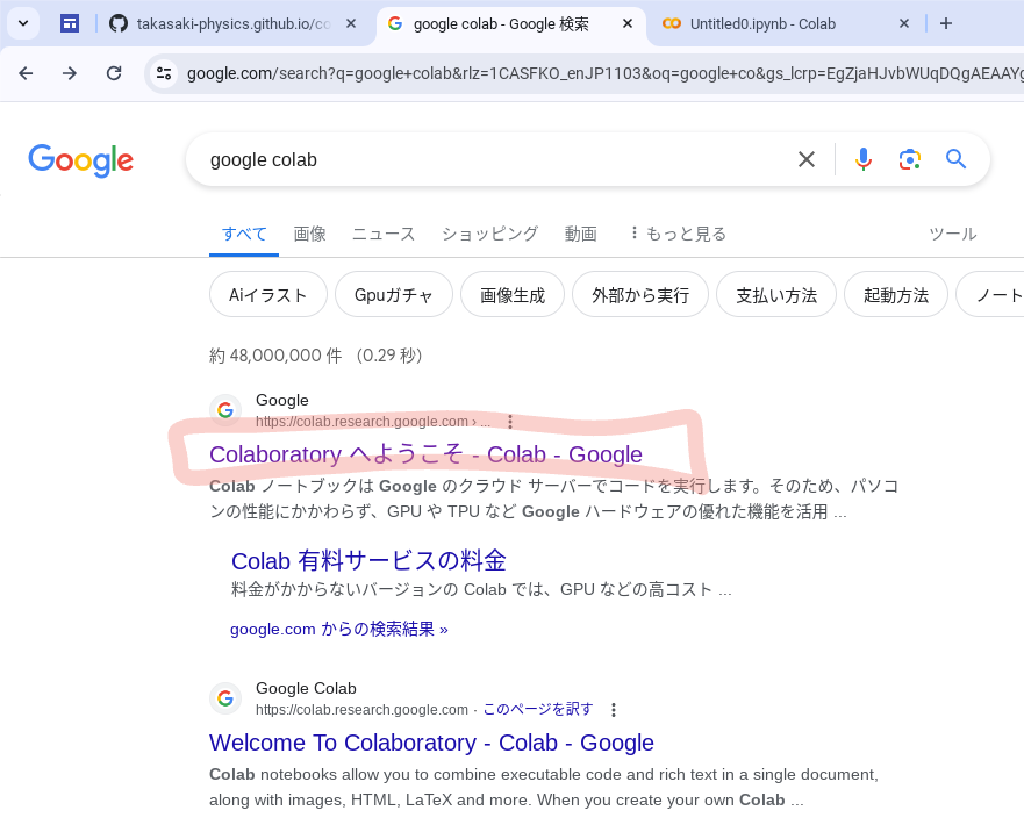 takasaki-physics.github.io/co
google colab - Google 検索
Untitled0.ipynb - Colab
google.com/search?q=google+colab&rlz=1CASFKO_enJP1103&oq=google+co&gs_lcrp=EgZjaHJvbWUqDQgAEAAYg
Google
google colab
すべて 画像 ニュース ショッピング 動画 もっと見る ツール
Aiイラスト Gpuガチャ 画像生成 外部から実行 支払い方法 起動方法 ノート
約 48,000,000 件 （0.29 秒）
Google
https://colab.research.google.com › ...
Colaboratory へようこそ - Colab - Google
Colab ノートブックは Google のクラウド サーバーでコードを実行します。そのため、パソコ
ンの性能にかかわらず、GPU や TPU など Google ハードウェアの優れた機能を活用 ...
Colab 有料サービスの料金
料金がかからないバージョンの Colab では、GPU などの高コスト ...
google.com からの検索結果 »
Google Colab
https://colab.research.google.com - このページを訳す
Welcome To Colaboratory - Colab - Google
Colab notebooks allow you to combine executable code and rich text in a single document,
along with images, HTML, LaTeX and more. When you create your own Colab ...